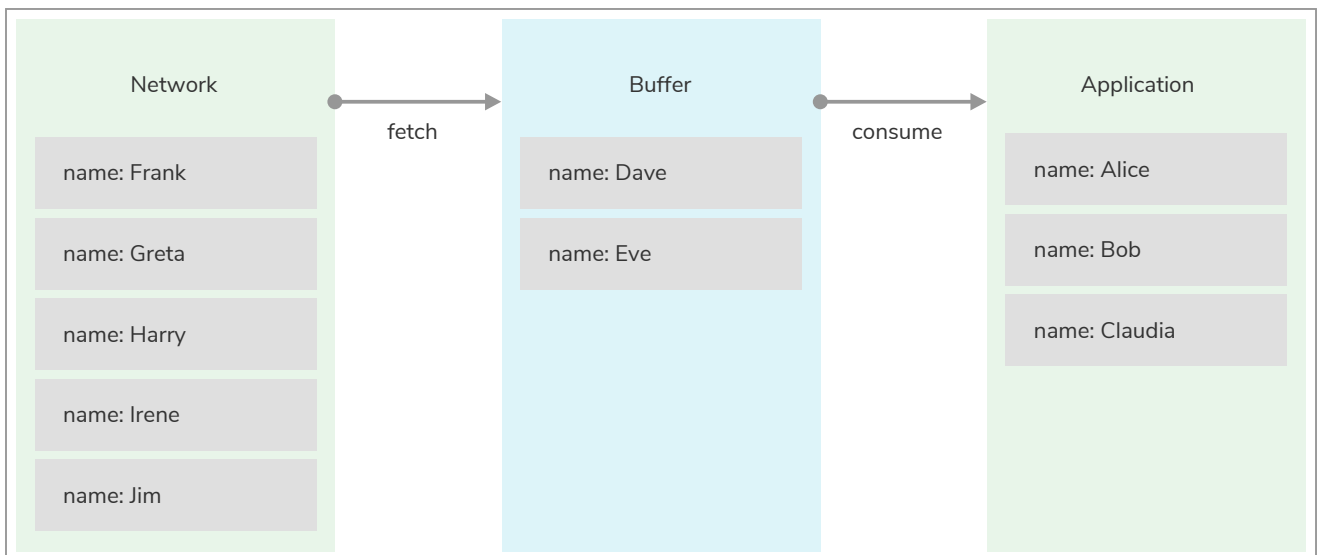 Network
fetch
Buffer
consume
Application
name: Frank
name: Greta
name: Harry
name: Irene
name: Jim
name: Dave
name: Eve
name: Alice
name: Bob
name: Claudia